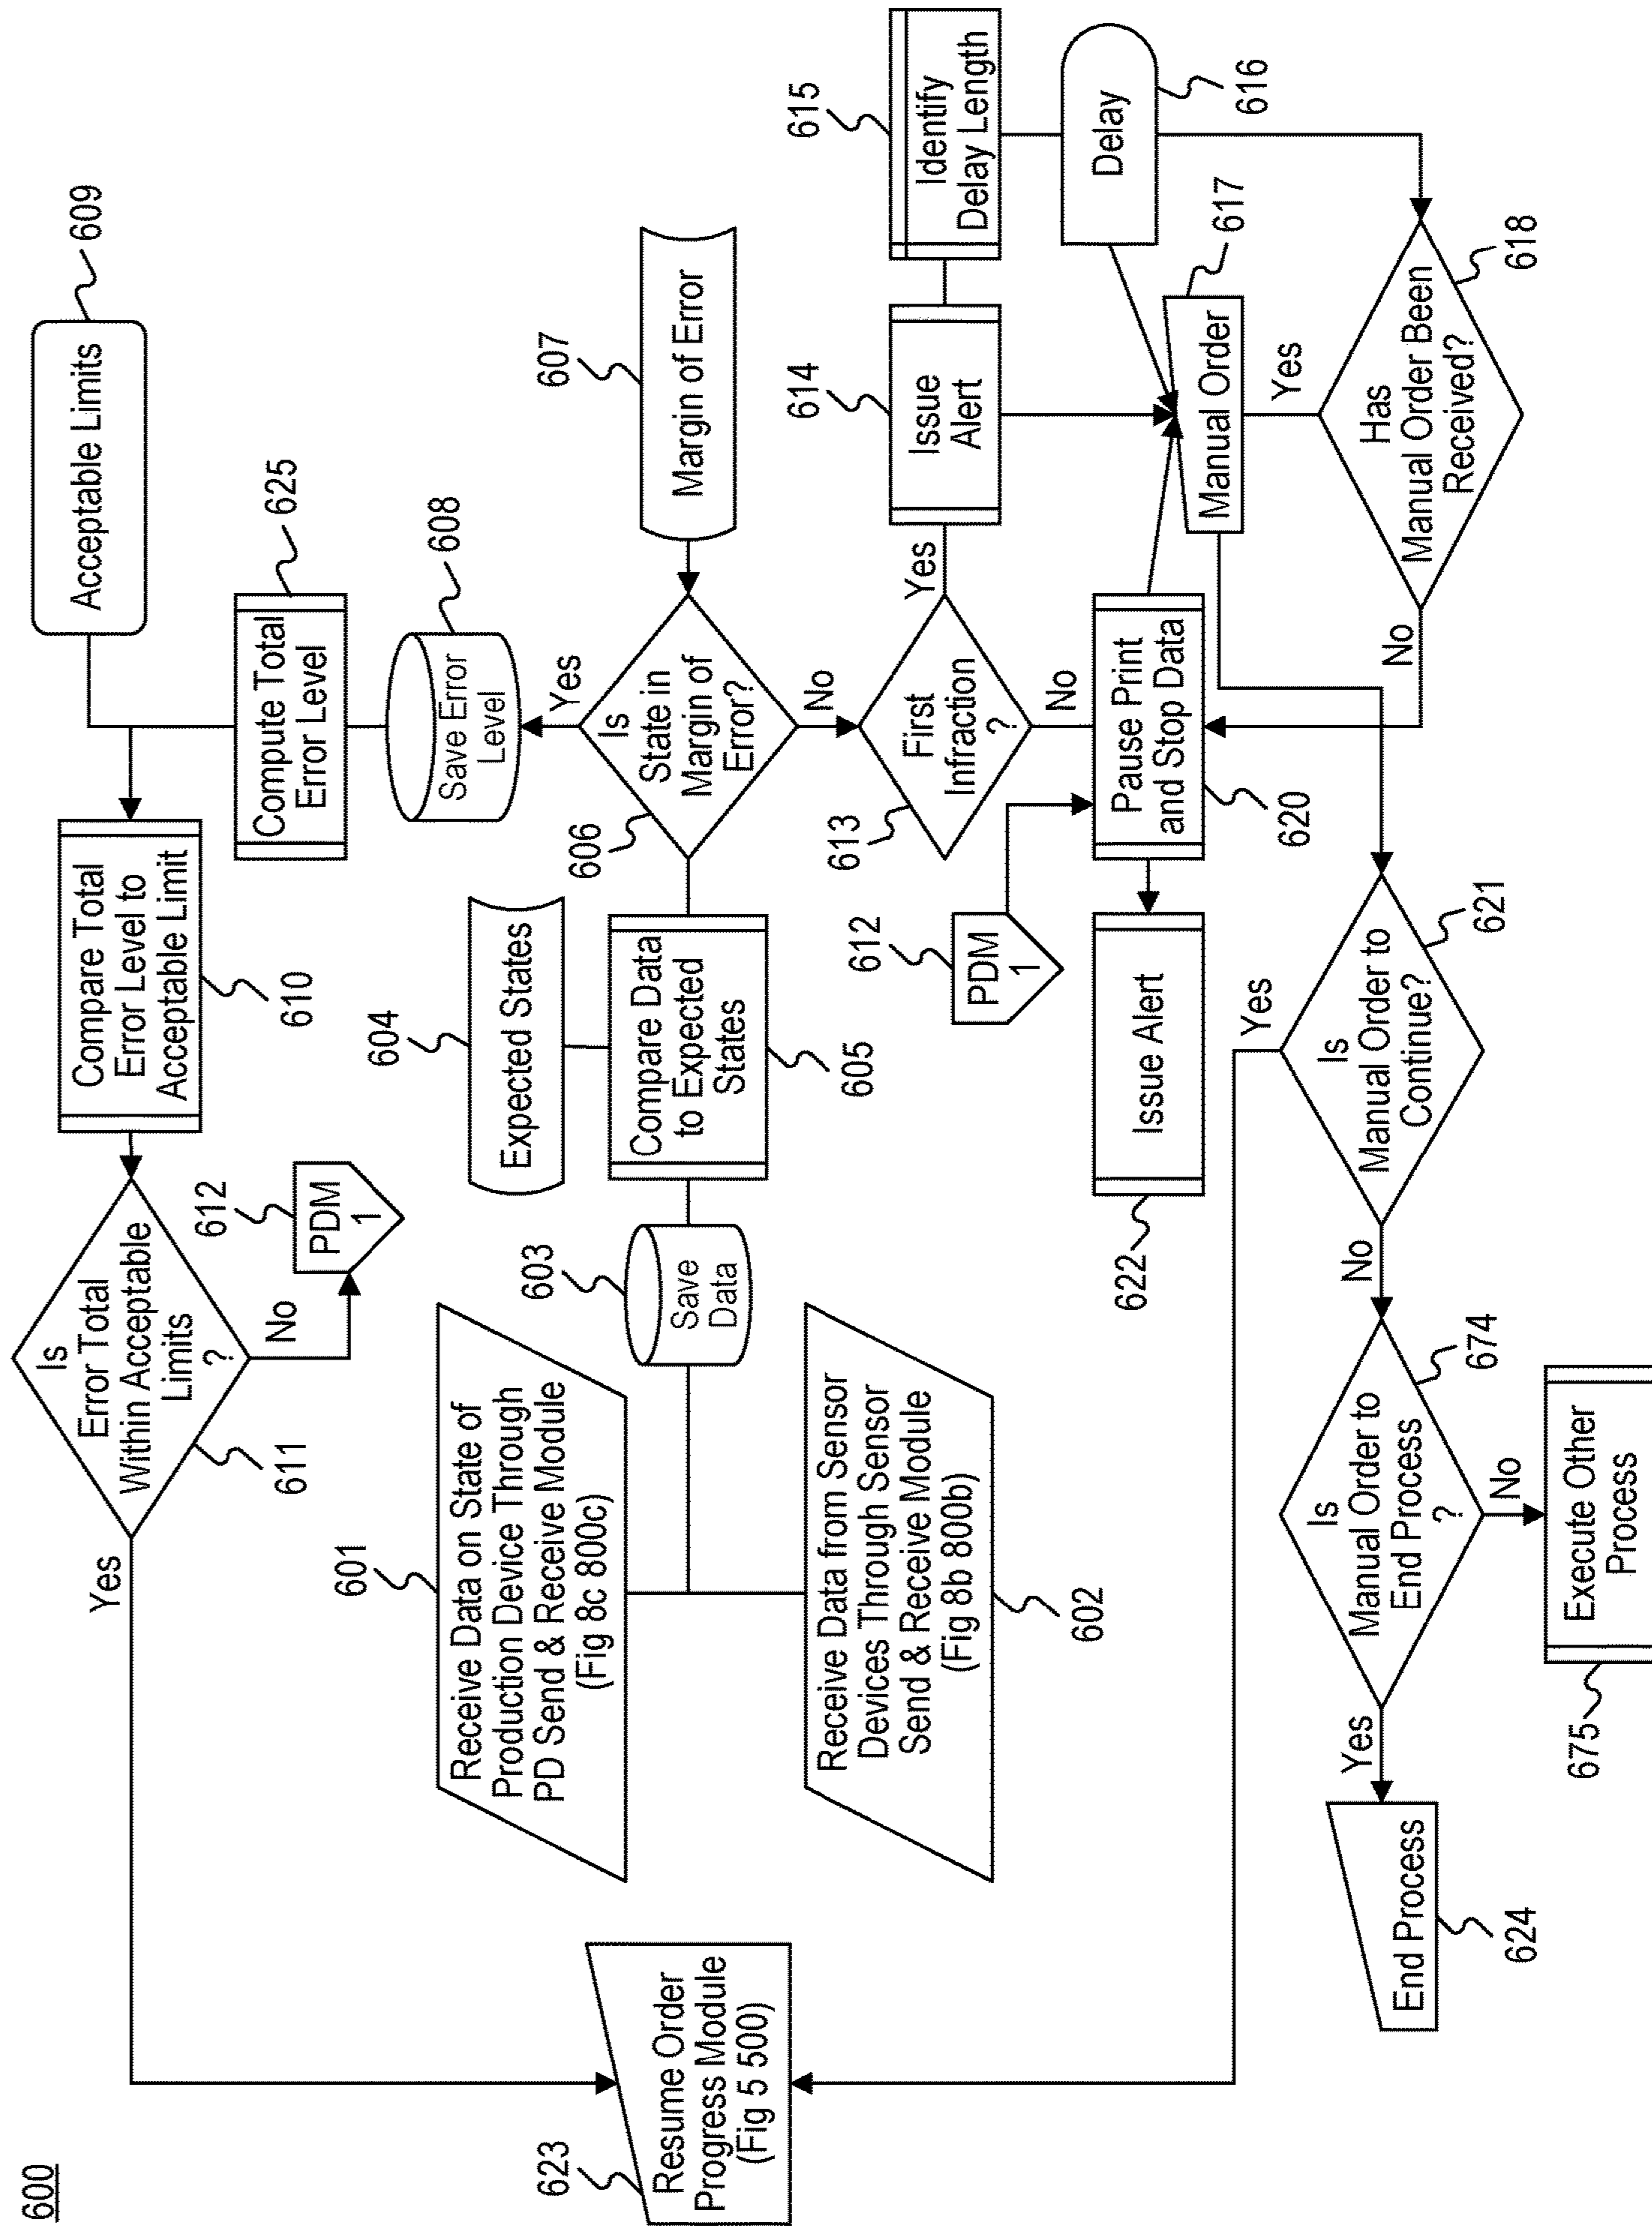 600
623
Resume Order
Progress Module
(Fig 5 500)
Yes
Is
Error Total
Within Acceptable
Limits
?
611
No
612
PDM
1
Compare Total
Error Level to
Acceptable Limit
610
Acceptable Limits
609
Compute Total
Error Level
625
Save Error
Level
608
601
Receive Data on State of
Production Device Through
PD Send & Receive Module
(Fig 8c 800c)
Receive Data from Sensor
Devices Through Sensor
Send & Receive Module
(Fig 8b 800b)
602
603
Save
Data
604
Expected States
Compare Data
to Expected
States
605
606
Is
State in
Margin of
Error?
Yes
No
607
Margin of Error
613
First
Infraction
?
Yes
No
614
Issue
Alert
615
Identify
Delay Length
Delay
616
617
Manual Order
Yes
Has
Manual Order Been
Received?
618
No
612
PDM
1
Pause Print
and Stop Data
620
622
Issue Alert
Is
Manual Order to
Continue?
621
Yes
No
Is
Manual Order to
End Process
?
674
Yes
No
End Process
624
675
Execute Other
Process